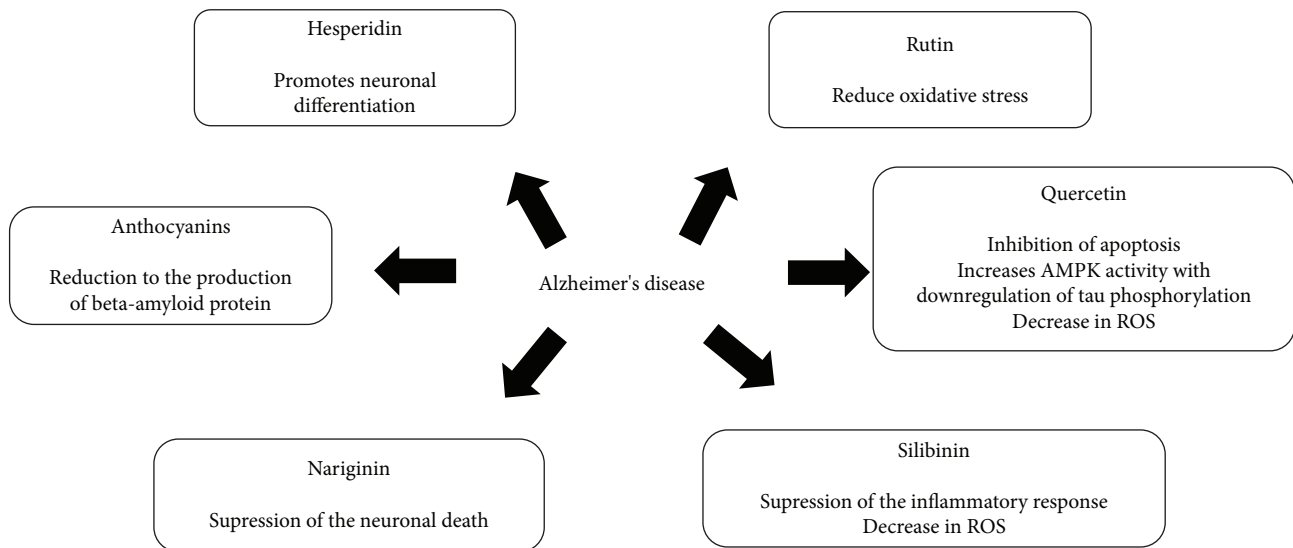 Hesperidin
Promotes neuronal
differentiation
Rutin
Reduce oxidative stress
Anthocyanins
Reduction to the production
of beta-amyloid protein
Alzheimer's disease
Quercetin
Inhibition of apoptosis
Increases AMPK activity with
downregulation of tau phosphorylation
Decrease in ROS
Nariginin
Supression of the neuronal death
Silibinin
Supression of the inflammatory response
Decrease in ROS